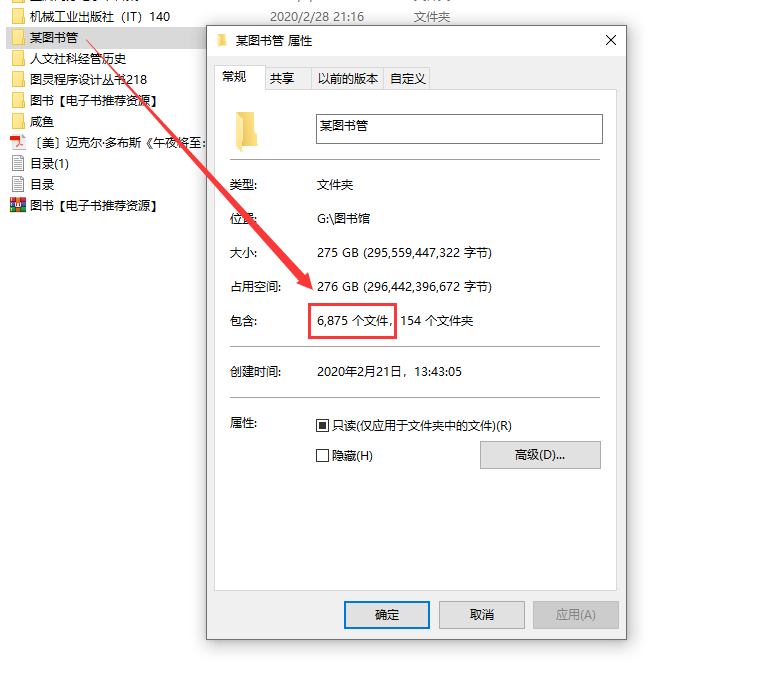 机械工业出版社（IT）140
2020/2/28 21:16
文件夹
某图书管
人文社科经管历史
图灵程序设计丛书218
图书【电子书推荐资源】
咸鱼
〔美〕迈克尔·多布斯《午夜将至:
目录(1)
目录
图书【电子书推荐资源】
某图书管 属性
常规
共享
以前的版本
自定义
某图书管
类型:
文件夹
位置:
G:\图书馆
大小:
275 GB (295,559,447,322 字节)
占用空间:
276 GB (296,442,396,672 字节)
包含:
6,875 个文件，154 个文件夹
创建时间:
2020年2月21日，13:43:05
属性:
只读(仅应用于文件夹中的文件)(R)
隐藏(H)
高级(D)...
确定
取消
应用(A)